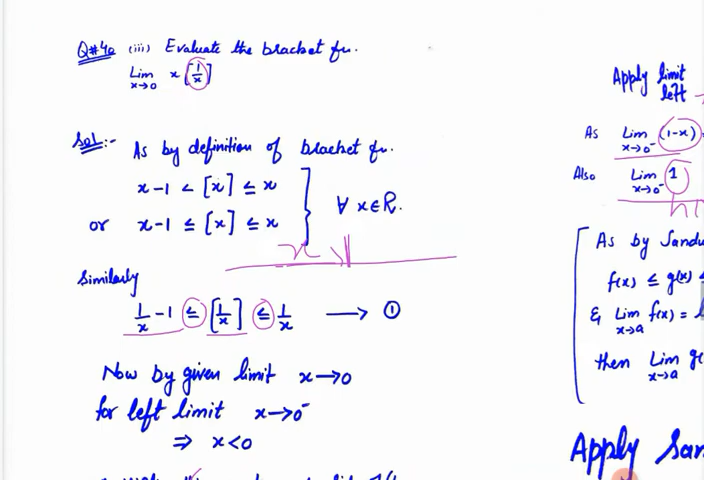 Q#40 (iii) Evaluate the bracket fn.
Lim x→0 x [1/x]
Sol:- As by definition of bracket fn.
x-1 < [x] ≤ x
or x-1 ≤ [x] ≤ x
∀ x∈R.
Similarly
1/x -1 ≤ [1/x] ≤ 1/x → ①
Now by given limit x→0
for left limit x→0⁻
⇒ x<0
Apply limit
left
As Lim x→0⁻ (1-x)
Also Lim x→0⁻ 1
As by Sand
f(x) ≤ g(x) ≤
& Lim x→a f(x) =
then Lim x→a g(
Apply San